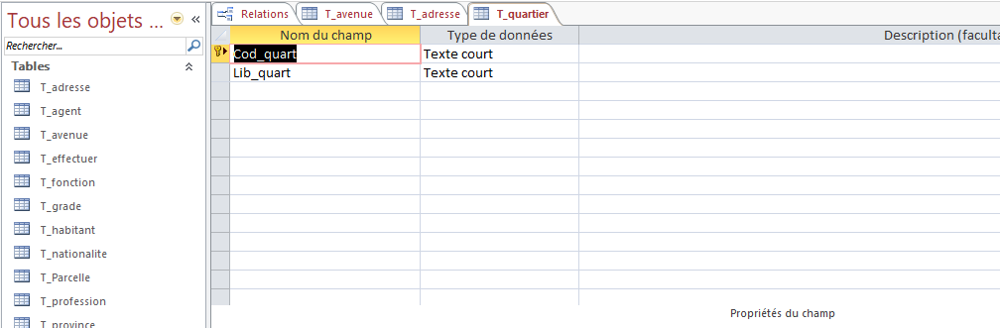 Tous les objets ...
Rechercher...
Tables
T_adresse
T_agent
T_avenue
T_effectuer
T_fonction
T_grade
T_habitant
T_nationalite
T_Parcelle
T_profession
T_province
Relations T_avenue T_adresse T_quartier
Nom du champ Type de données Description (faculta
Cod_quart Texte court
Lib_quart Texte court
Propriétés du champ